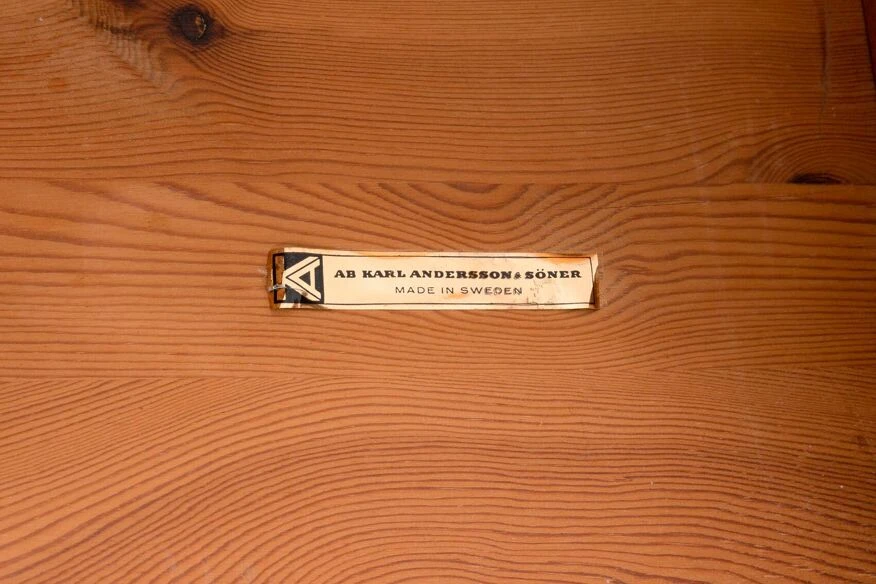 AB KARL ANDERSSON & SÖNER
MADE IN SWEDEN